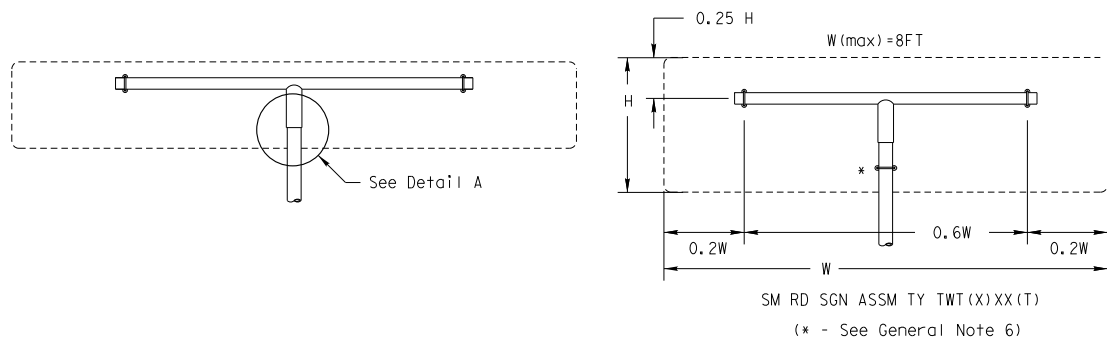 0.25 H
W(max)=8FT
H
See Detail A
*
0.2W
0.6W
0.2W
W
SM RD SGN ASSM TY TWT(X)XX(T)
(* - See General Note 6)